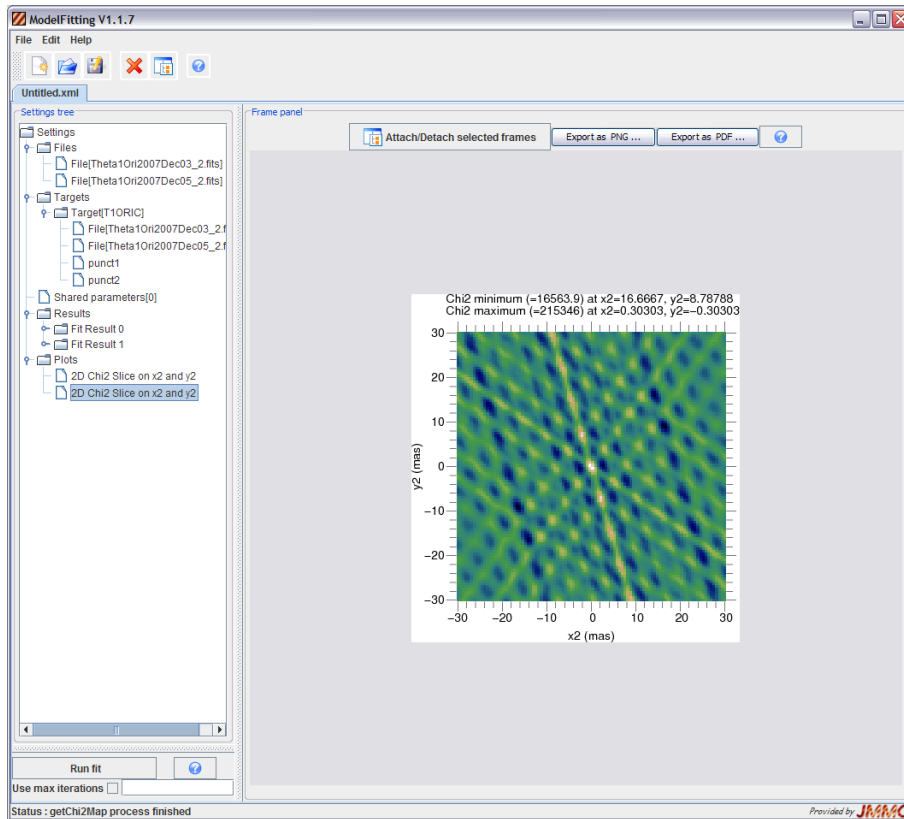 ModelFitting V1.1.7
File Edit Help
Untitled.xml
Settings tree
Settings
Files
File[Theta1Ori2007Dec03_2.fits]
File[Theta1Ori2007Dec05_2.fits]
Targets
Target[T1ORIC]
File[Theta1Ori2007Dec03_2.f
File[Theta1Ori2007Dec05_2.f
punct1
punct2
Shared parameters[0]
Results
Fit Result 0
Fit Result 1
Plots
2D Chi2 Slice on x2 and y2
2D Chi2 Slice on x2 and y2
Run fit
Use max iterations
Status : getChi2Map process finished
Frame panel
Attach/Detach selected frames
Export as PNG ...
Export as PDF ...
Chi2 minimum (=16563.9) at x2=16.6667, y2=8.78788
Chi2 maximum (=215346) at x2=0.30303, y2=−0.30303
30
20
10
0
−10
−20
−30
y2 (mas)
−30 −20 −10 0 10 20 30
x2 (mas)
Provided by JMMC